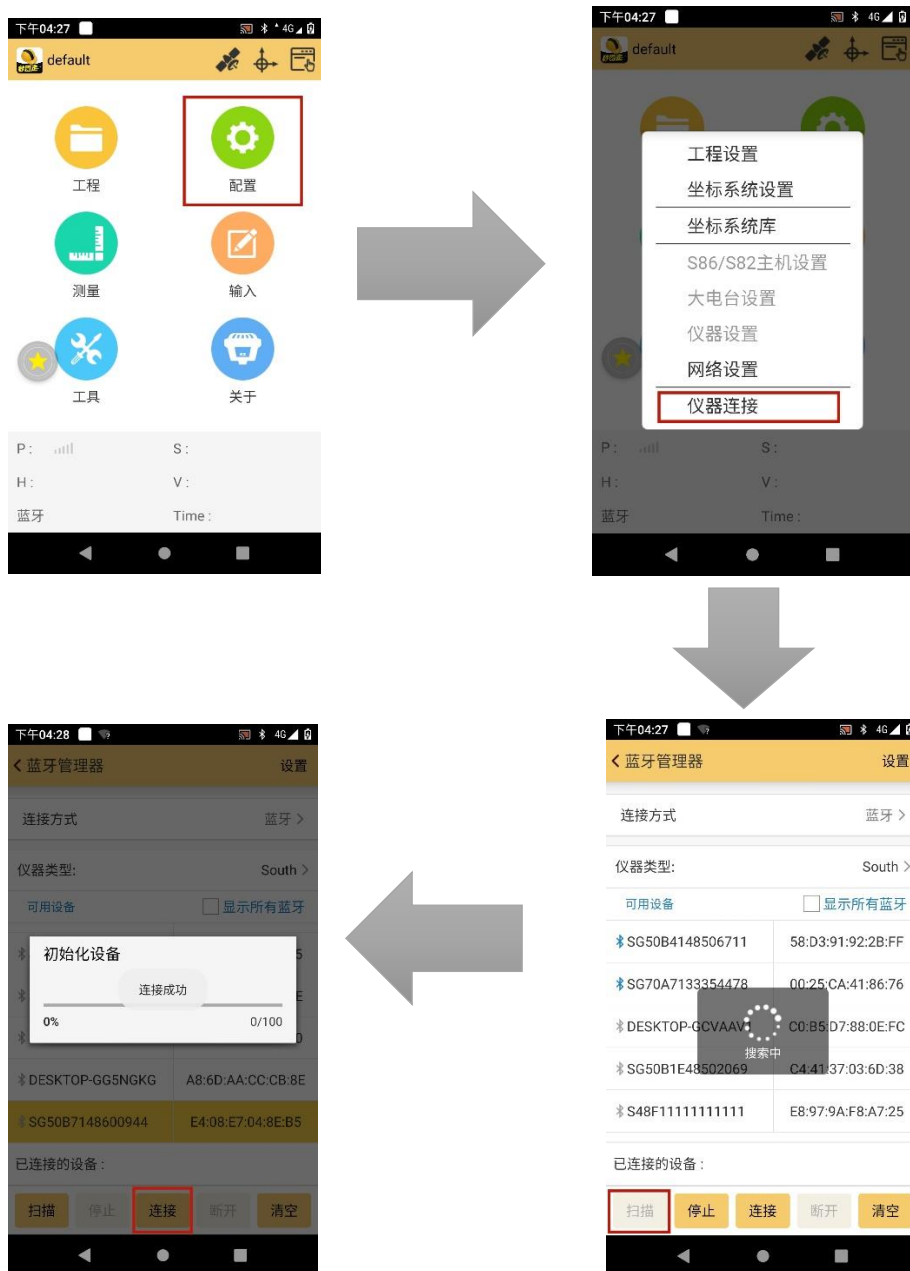 下午04:27
4G
default
工程
配置
测量
输入
工具
关于
P:
S:
H:
V:
蓝牙
Time:
下午04:27
4G
default
工程设置
坐标系统设置
坐标系统库
S86/S82主机设置
大电台设置
仪器设置
网络设置
仪器连接
P:
S:
H:
V:
蓝牙
Time:
下午04:27
4G
蓝牙管理器
设置
连接方式
蓝牙
仪器类型:
South
可用设备
显示所有蓝牙
SG50B4148506711
58:D3:91:92:2B:FF
SG70A7133354478
00:25:CA:41:86:76
DESKTOP-GCVAAV1
C0:B5:D7:88:0E:FC
搜索中
SG50B1E48502069
C4:41:37:03:6D:38
S48F11111111111
E8:97:9A:F8:A7:25
已连接的设备:
扫描
停止
连接
断开
清空
下午04:28
4G
蓝牙管理器
设置
连接方式
蓝牙
仪器类型:
South
可用设备
显示所有蓝牙
初始化设备
连接成功
0%
0/100
DESKTOP-GG5NGKG
A8:6D:AA:CC:CB:8E
SG50B7148600944
E4:08:E7:04:8E:B5
已连接的设备:
扫描
停止
连接
断开
清空